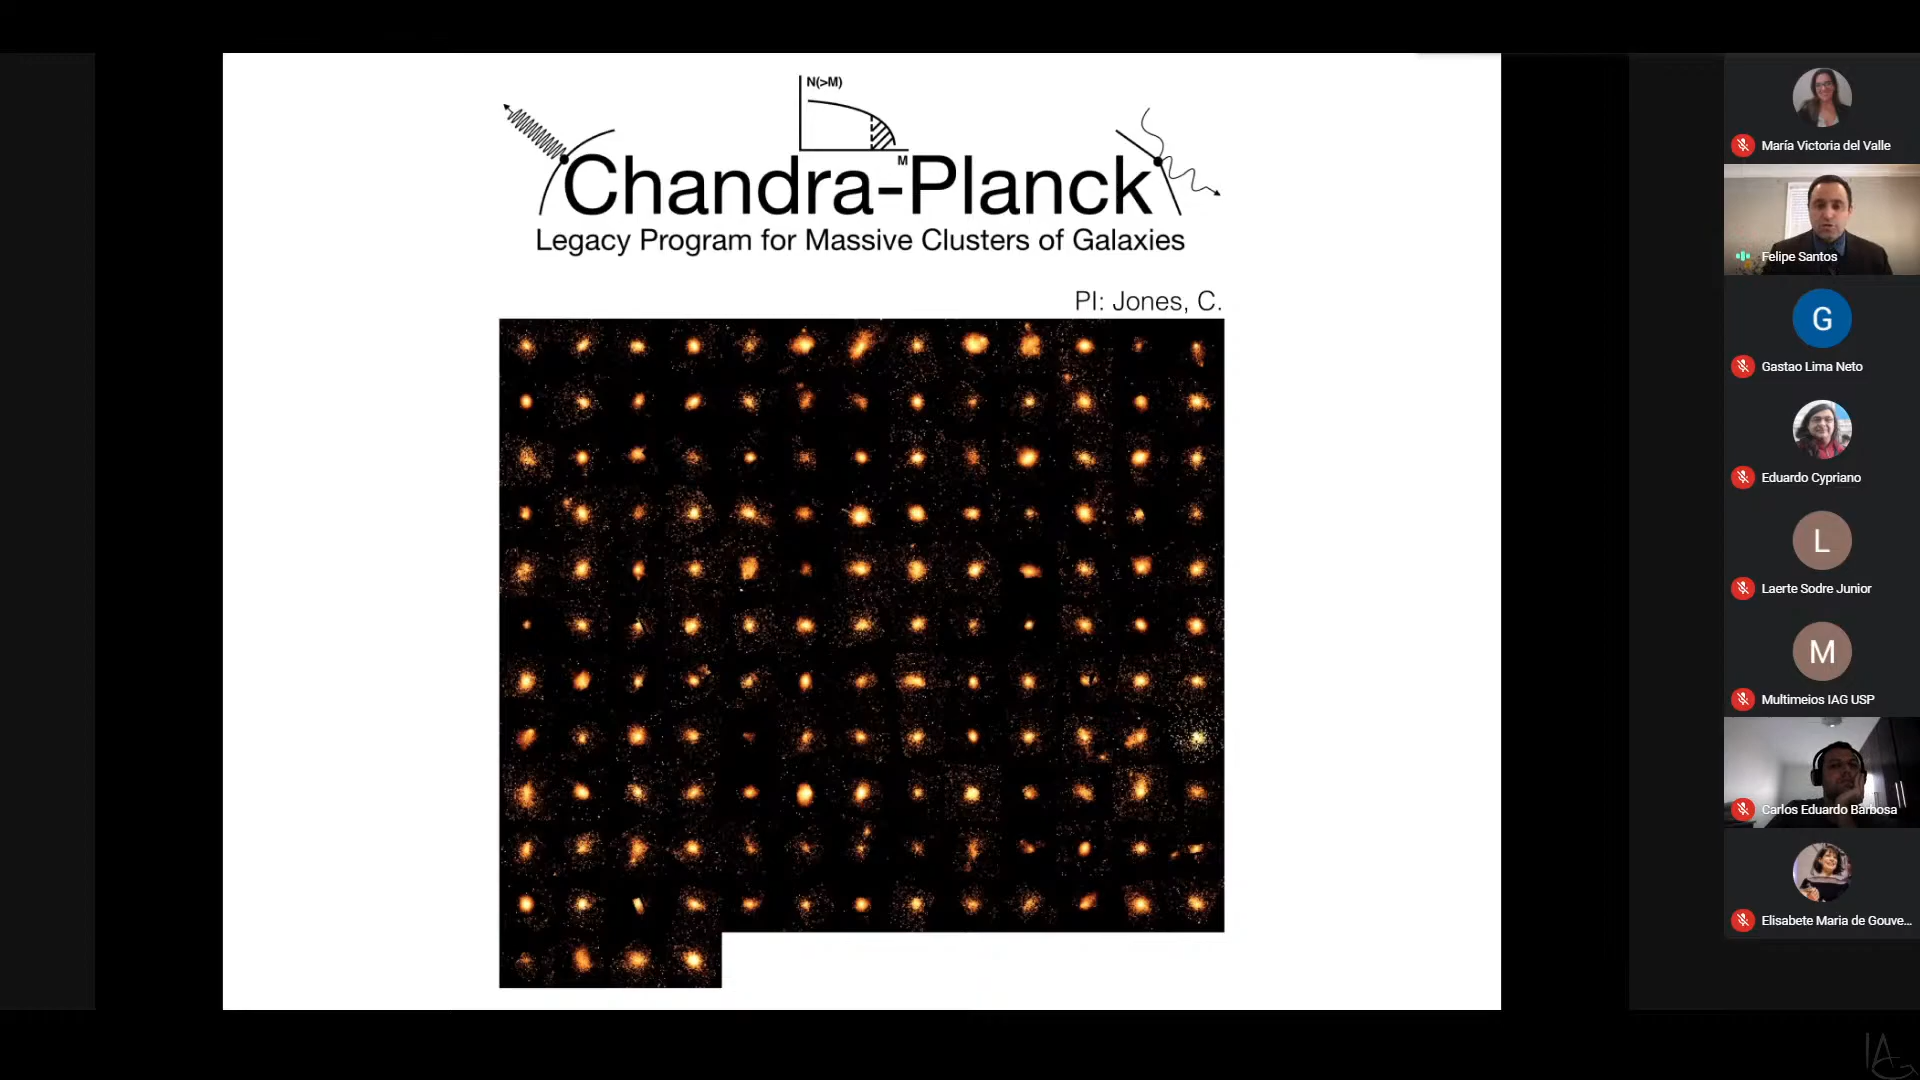 N(>M)
M
Chandra-Planck
Legacy Program for Massive Clusters of Galaxies
PI: Jones, C.
María Victoria del Valle
Felipe Santos
G
Gastao Lima Neto
Eduardo Cypriano
L
Laerte Sodre Junior
M
Multimeios IAG USP
Carlos Eduardo Barbosa
Elisabete Maria de Gouve...
IAG